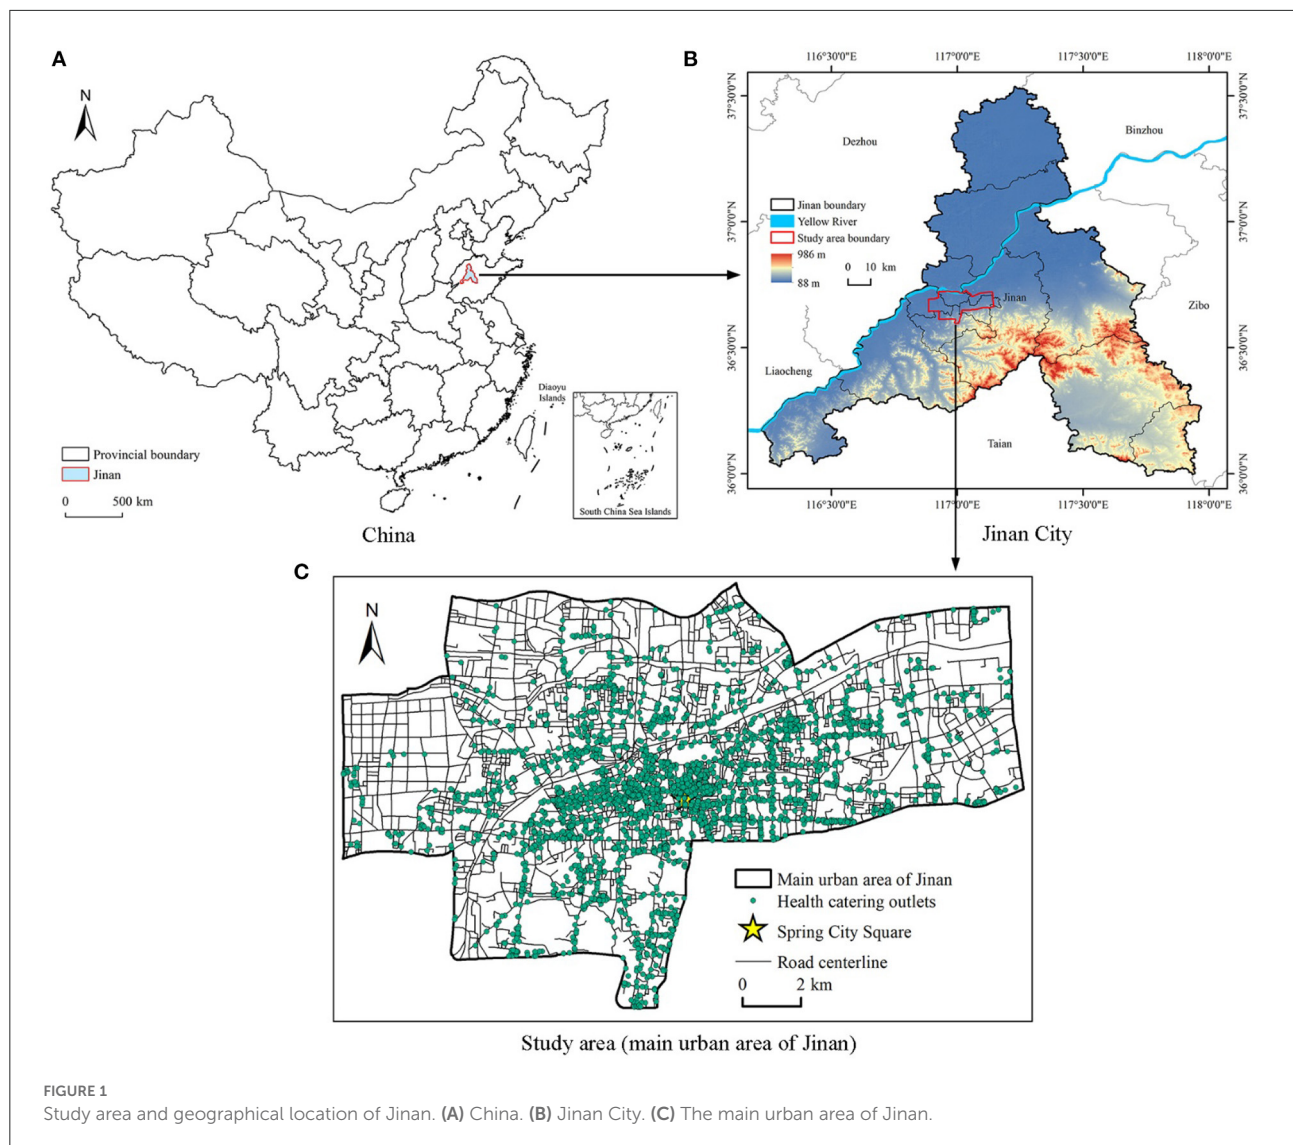 A
N
Diaoyu
Islands
South China Sea Islands
Provincial boundary
Jinan
0 500 km
China
B
116°30'0"E 117°0'0"E 117°30'0"E 118°0'0"E
37°30'0"N
37°0'0"N
36°30'0"N
36°0'0"N
37°30'0"N
37°0'0"N
36°30'0"N
36°0'0"N
Dezhou
Binzhou
Jinan boundary
Yellow River
Study area boundary
986 m
88 m
0 10 km
Jinan
Zibo
Liaocheng
Taian
116°30'0"E 117°0'0"E 117°30'0"E 118°0'0"E
Jinan City
C
N
Main urban area of Jinan
Health catering outlets
Spring City Square
Road centerline
0 2 km
Study area (main urban area of Jinan)
FIGURE 1
Study area and geographical location of Jinan. (A) China. (B) Jinan City. (C) The main urban area of Jinan.